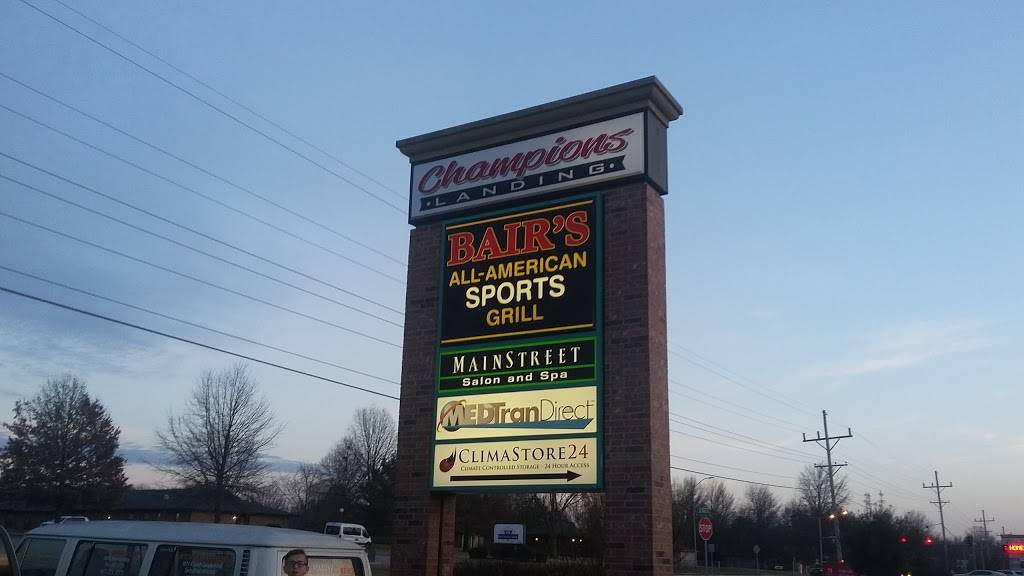 Champions
• LANDING •
BAIR'S
ALL-AMERICAN
SPORTS
GRILL
MAINSTREET
Salon and Spa
MEDTranDirect
CLIMASTORE24
CLIMATE CONTROLLED STORAGE - 24 HOUR ACCESS
STOP
HOME